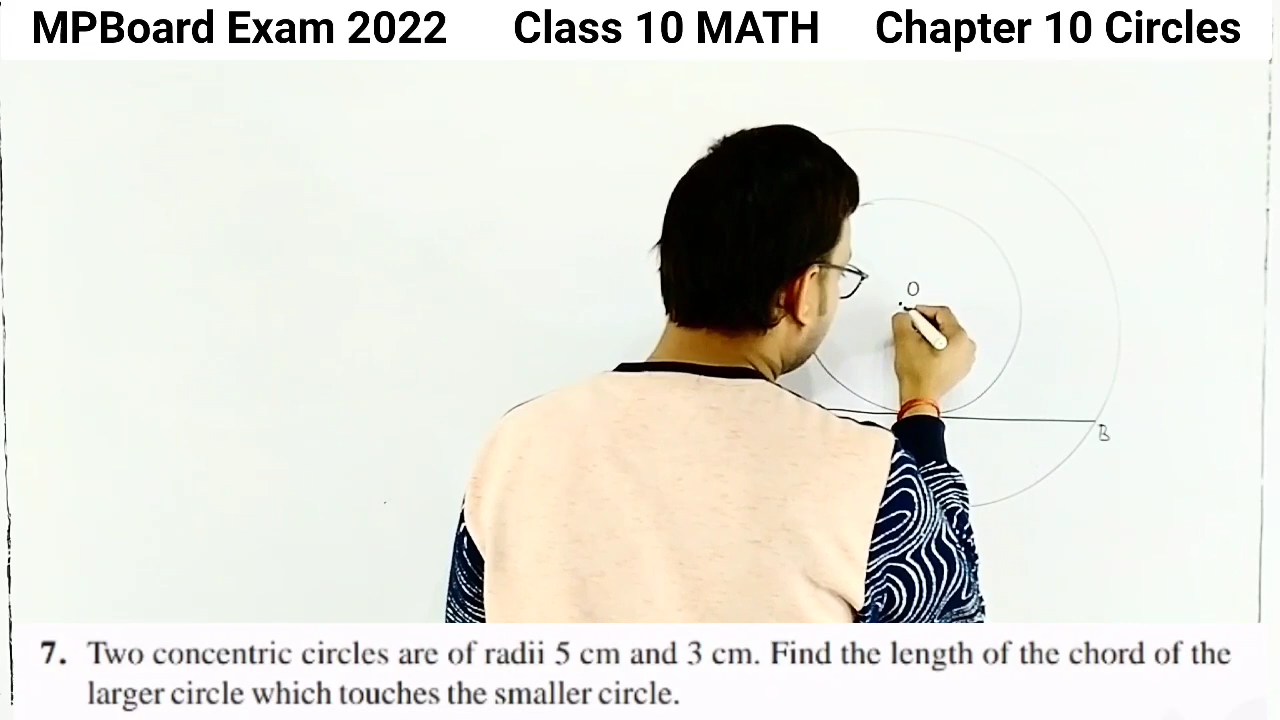 MPBoard Exam 2022 Class 10 MATH Chapter 10 Circles
O
B
7. Two concentric circles are of radii 5 cm and 3 cm. Find the length of the chord of the
larger circle which touches the smaller circle.